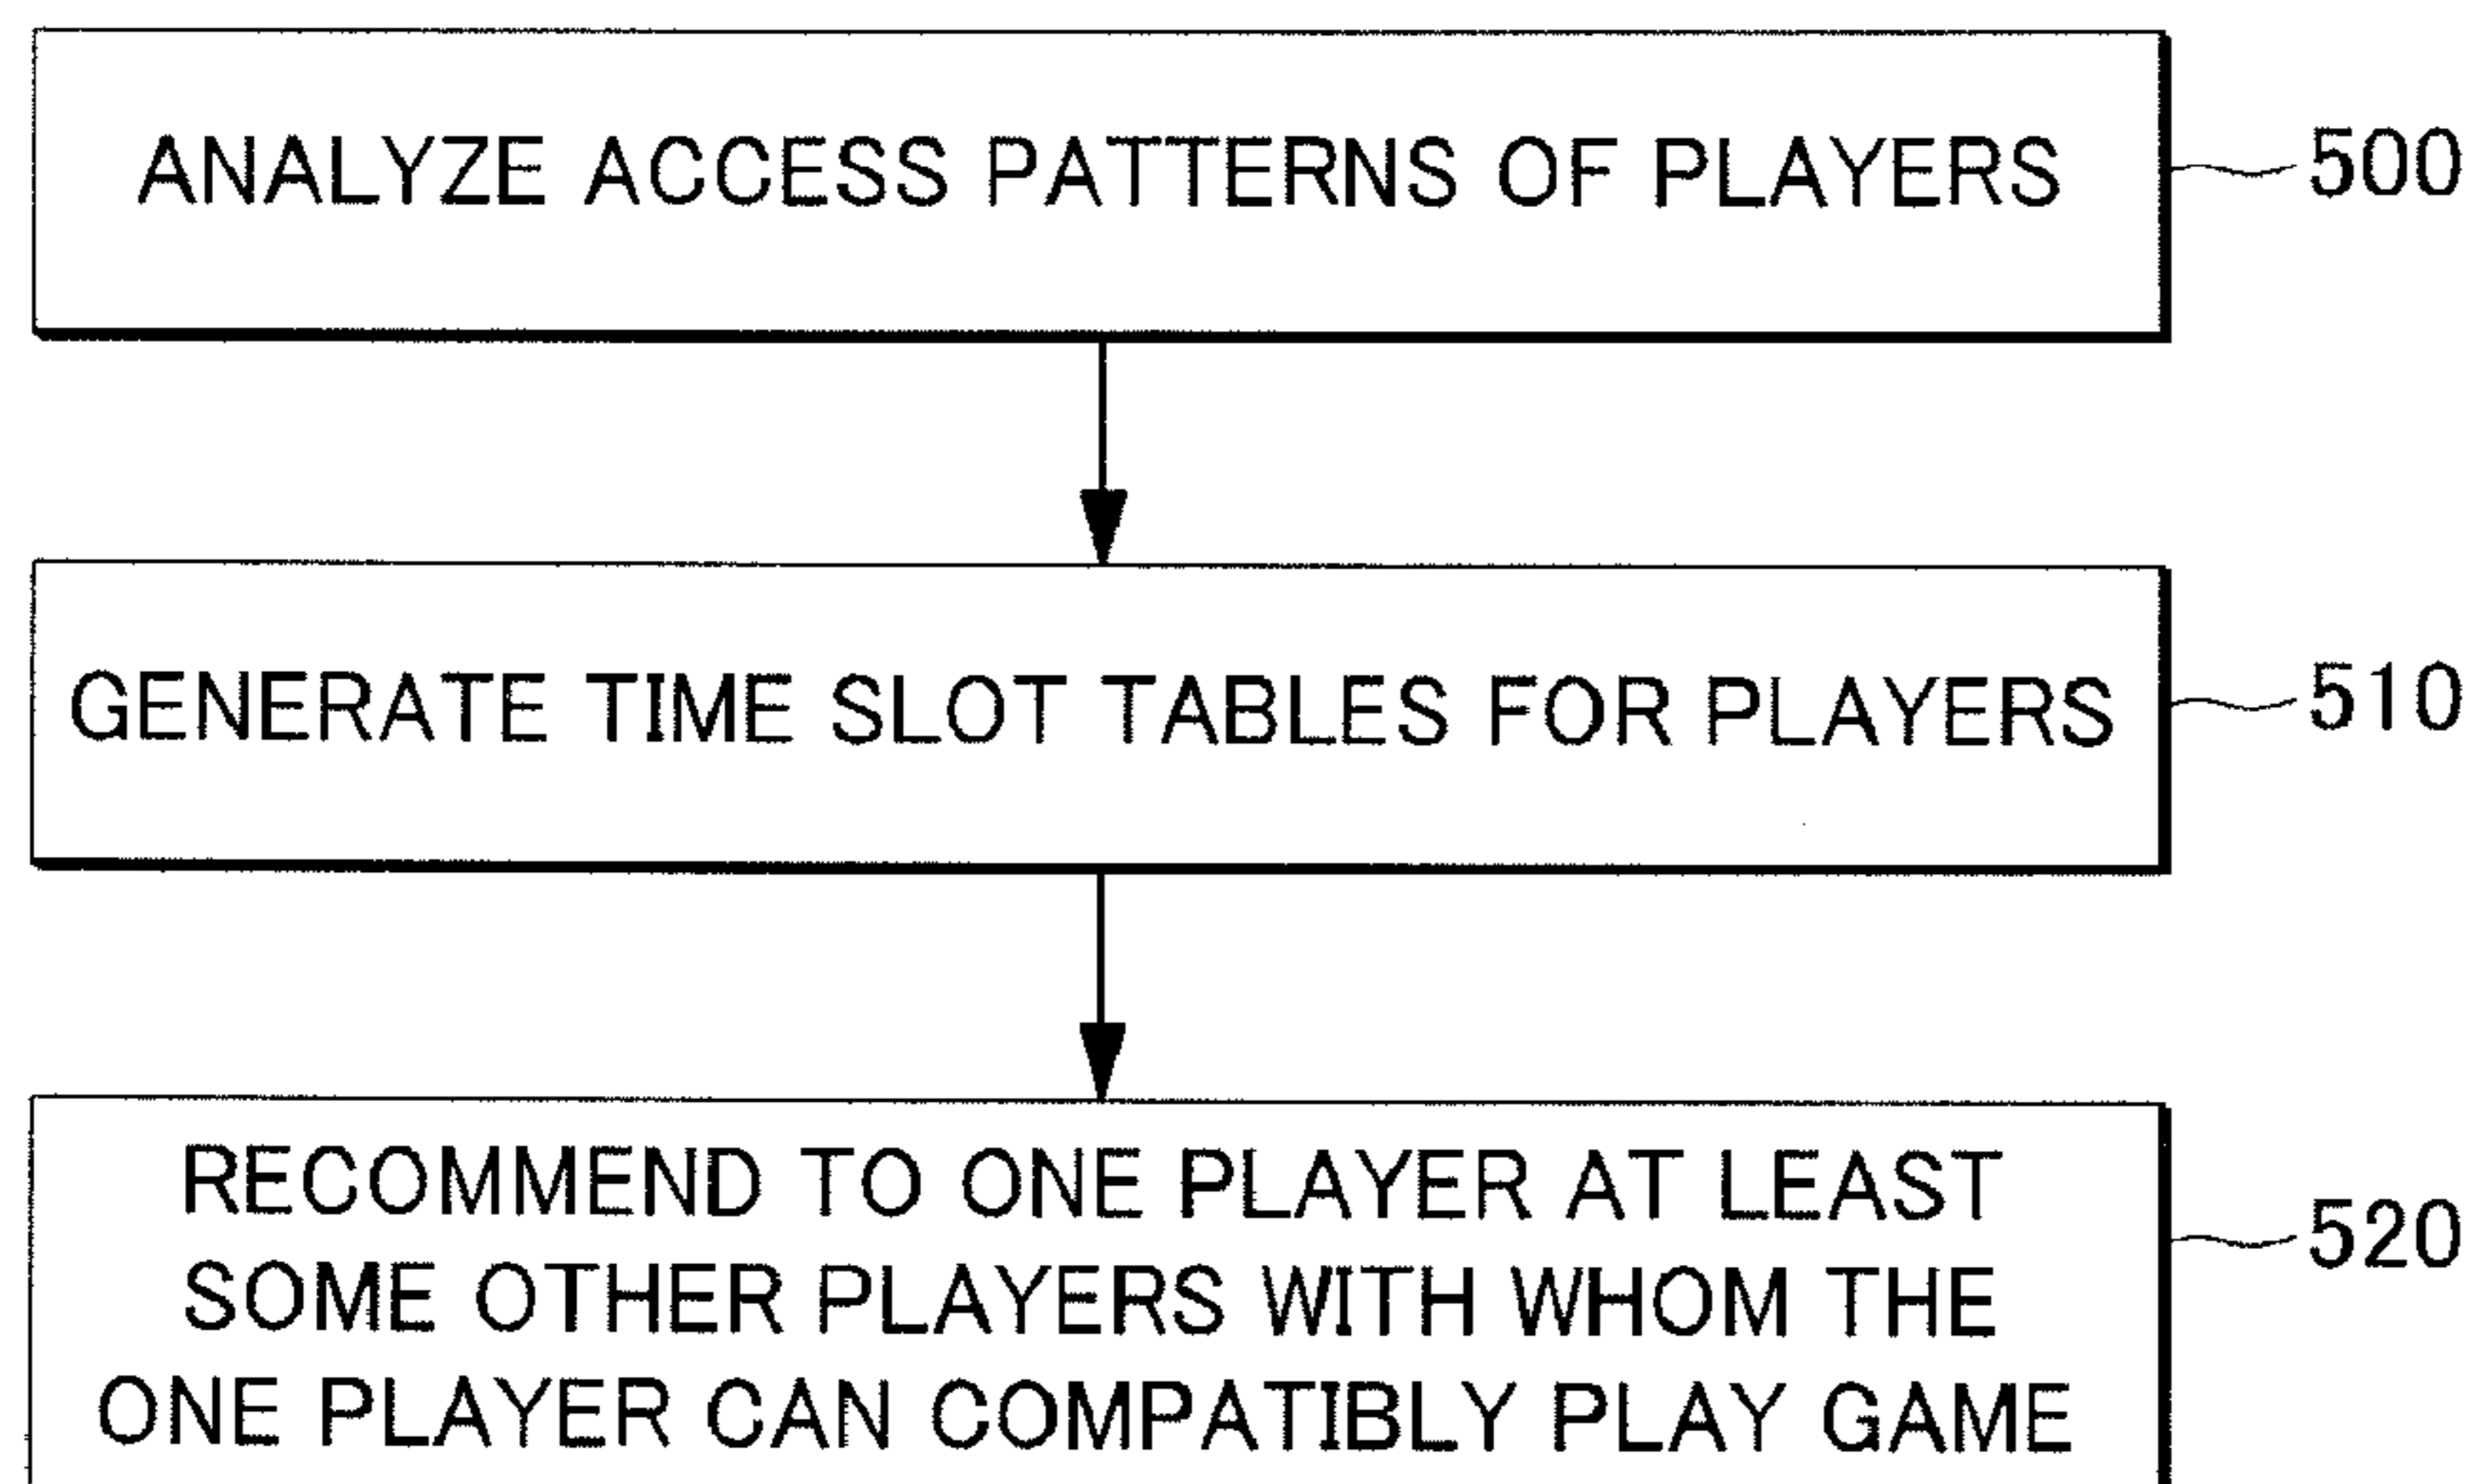 ANALYZE ACCESS PATTERNS OF PLAYERS
500
GENERATE TIME SLOT TABLES FOR PLAYERS
510
RECOMMEND TO ONE PLAYER AT LEAST
SOME OTHER PLAYERS WITH WHOM THE
ONE PLAYER CAN COMPATIBLY PLAY GAME
520